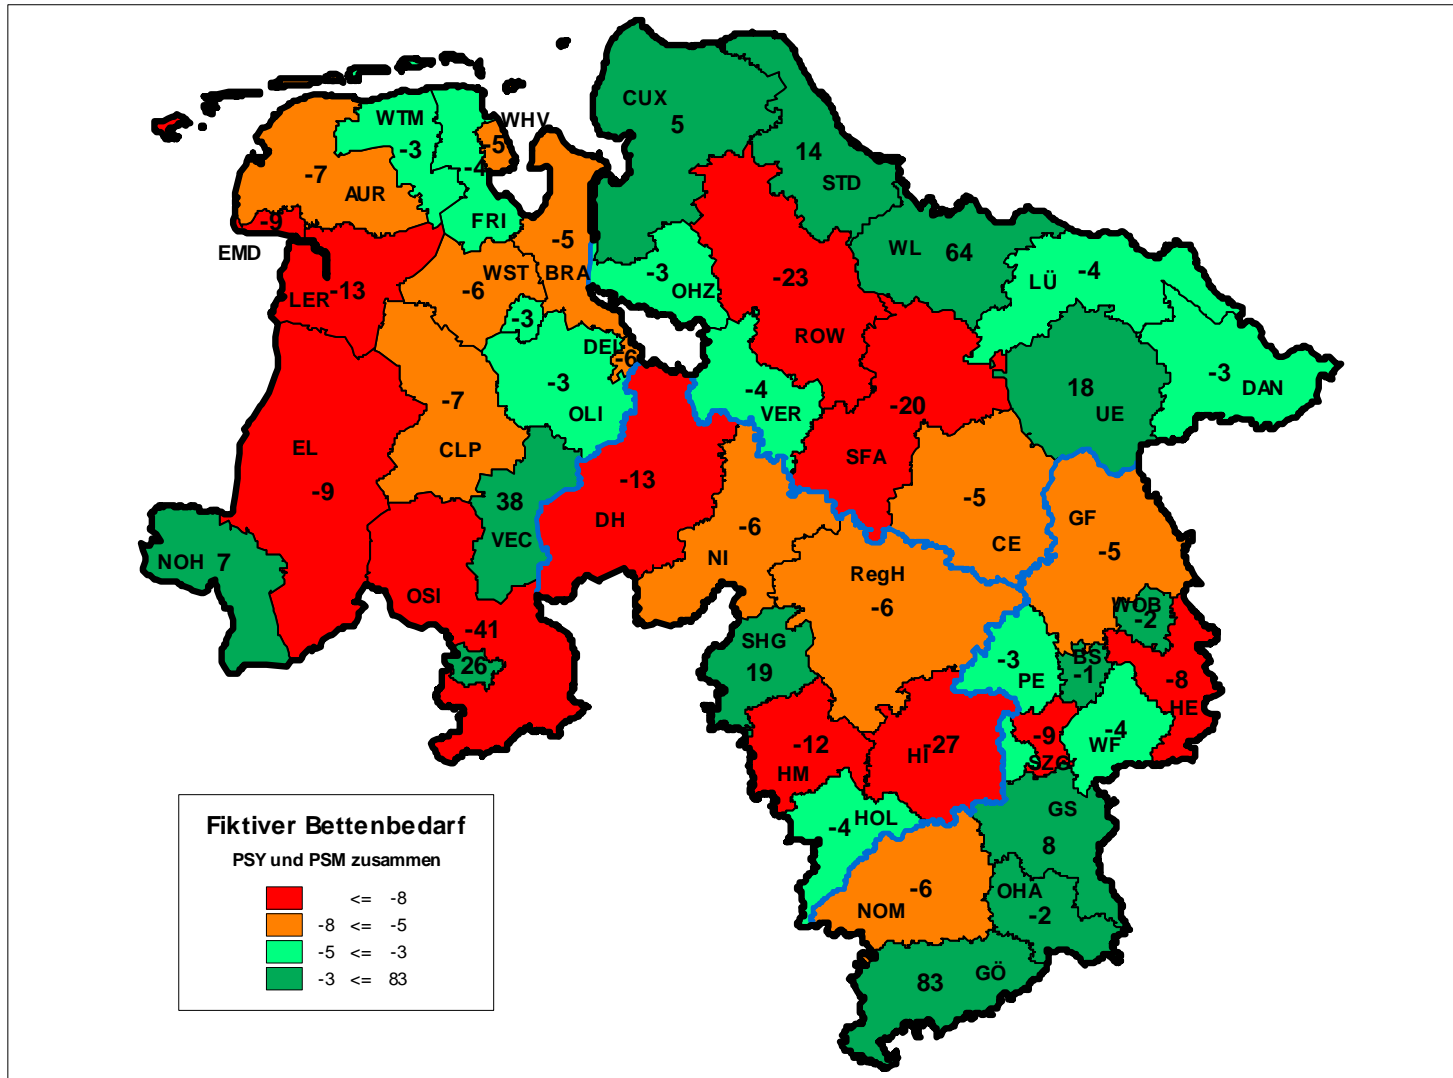 CUX
5
WHV
WTM
-3
-5
14
-4
STD
-7
AUR
-9
FRI
EMD
-5
WL
64
-4
LÜ
WST
BRA
-3
OHZ
-23
LER
-13
-6
-3
ROW
DEL
-6
-3
OLI
-4
VER
-20
18
UE
-3
DAN
-7
CLP
EL
-9
SFA
38
VEC
-13
DH
-6
NI
-5
CE
GF
-5
NOH 7
OSI
-41
26
RegH
-6
WOB
-2
SHG
19
-3
PE
BS
-1
-8
HE
-12
HM
HI
-27
-9
SZG
-4
WF
-4
HOL
GS
8
-6
NOM
OHA
-2
83
GÖ
Fiktiver Bettenbedarf
PSY und PSM zusammen
<= -8
-8 <= -5
-5 <= -3
-3 <= 83